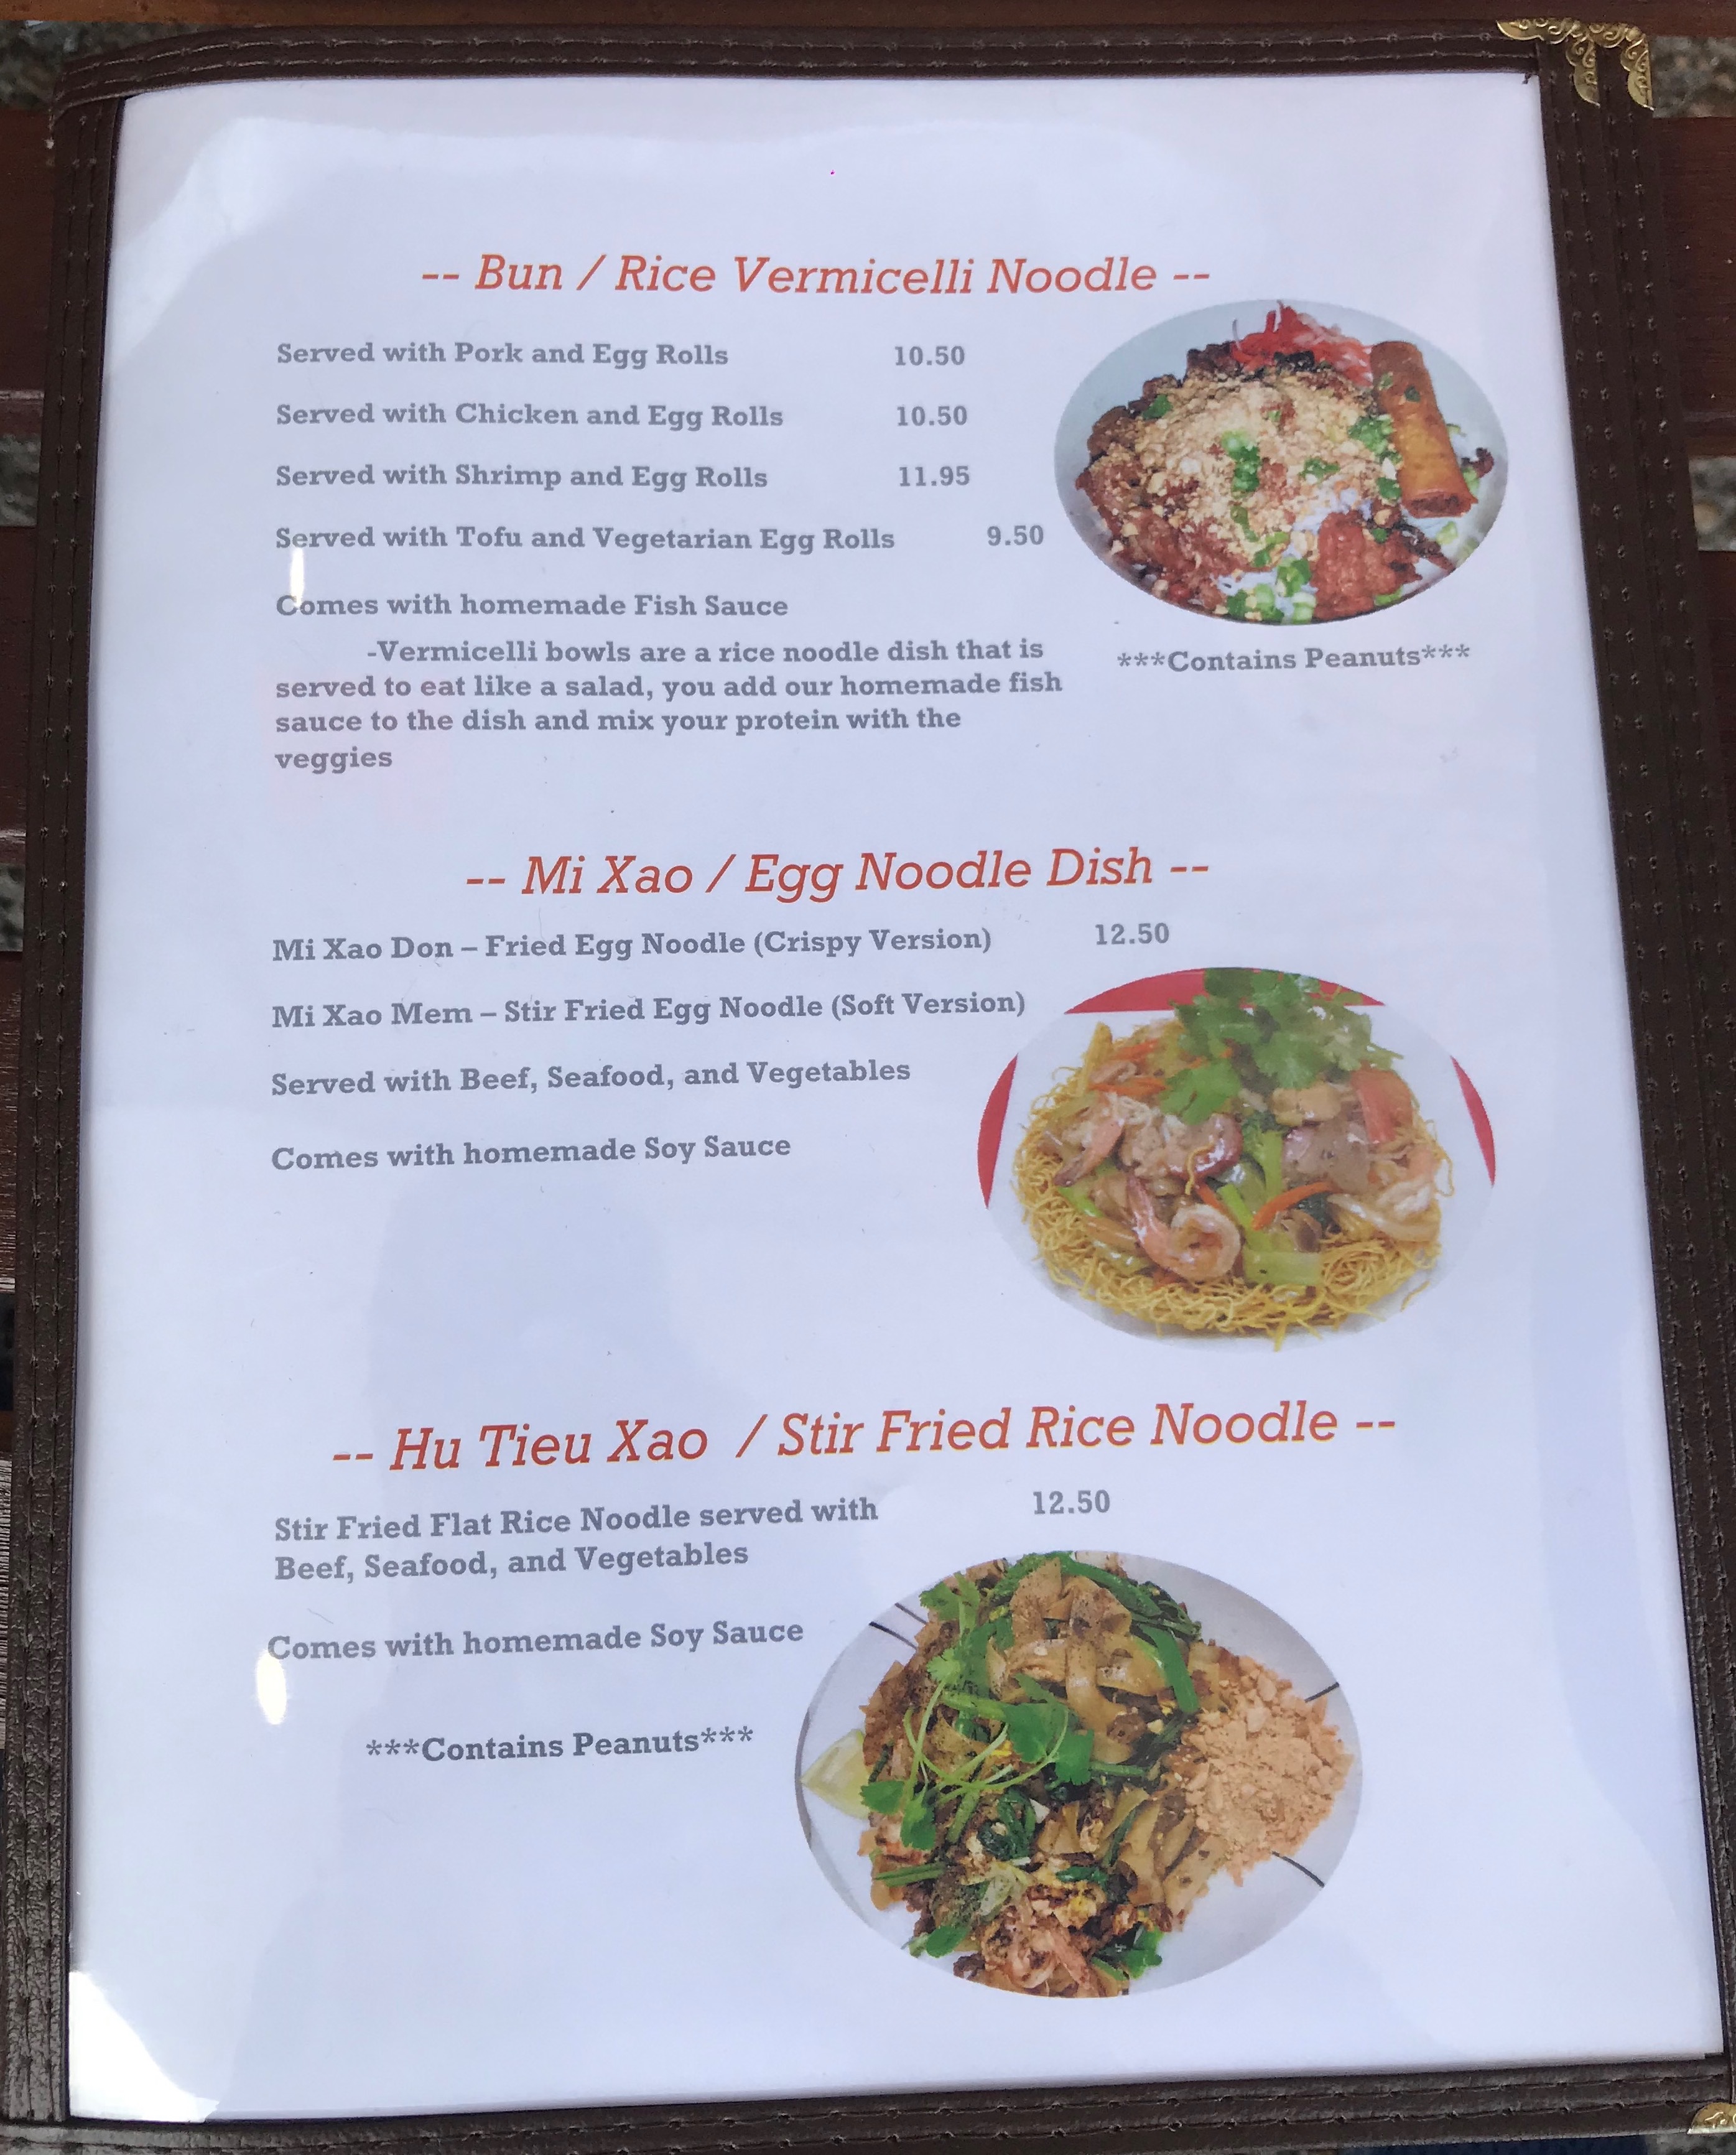 -- Bun / Rice Vermicelli Noodle --
Served with Pork and Egg Rolls 10.50
Served with Chicken and Egg Rolls 10.50
Served with Shrimp and Egg Rolls 11.95
Served with Tofu and Vegetarian Egg Rolls 9.50
Comes with homemade Fish Sauce
-Vermicelli bowls are a rice noodle dish that is
served to eat like a salad, you add our homemade fish
sauce to the dish and mix your protein with the
veggies
***Contains Peanuts***
-- Mi Xao / Egg Noodle Dish --
Mi Xao Don – Fried Egg Noodle (Crispy Version) 12.50
Mi Xao Mem – Stir Fried Egg Noodle (Soft Version)
Served with Beef, Seafood, and Vegetables
Comes with homemade Soy Sauce
-- Hu Tieu Xao / Stir Fried Rice Noodle --
Stir Fried Flat Rice Noodle served with 12.50
Beef, Seafood, and Vegetables
Comes with homemade Soy Sauce
***Contains Peanuts***